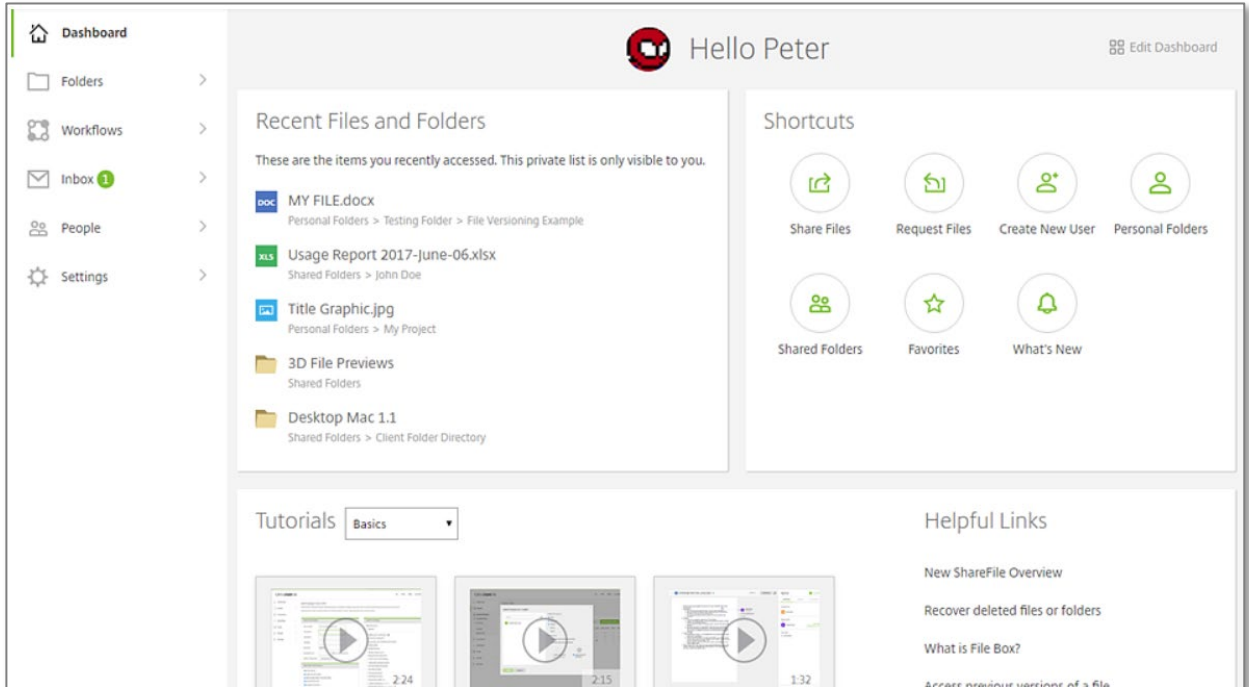 Dashboard
Folders
Workflows
Inbox 1
People
Settings
Hello Peter
Edit Dashboard
Recent Files and Folders
These are the items you recently accessed. This private list is only visible to you.
DOC
MY FILE.docx
Personal Folders > Testing Folder > File Versioning Example
XLS
Usage Report 2017-June-06.xlsx
Shared Folders > John Doe
Title Graphic.jpg
Personal Folders > My Project
3D File Previews
Shared Folders
Desktop Mac 1.1
Shared Folders > Client Folder Directory
Shortcuts
Share Files
Request Files
Create New User
Personal Folders
Shared Folders
Favorites
What's New
Tutorials
Basics
2:24
2:15
1:32
Helpful Links
New ShareFile Overview
Recover deleted files or folders
What is File Box?
Access previous versions of a file